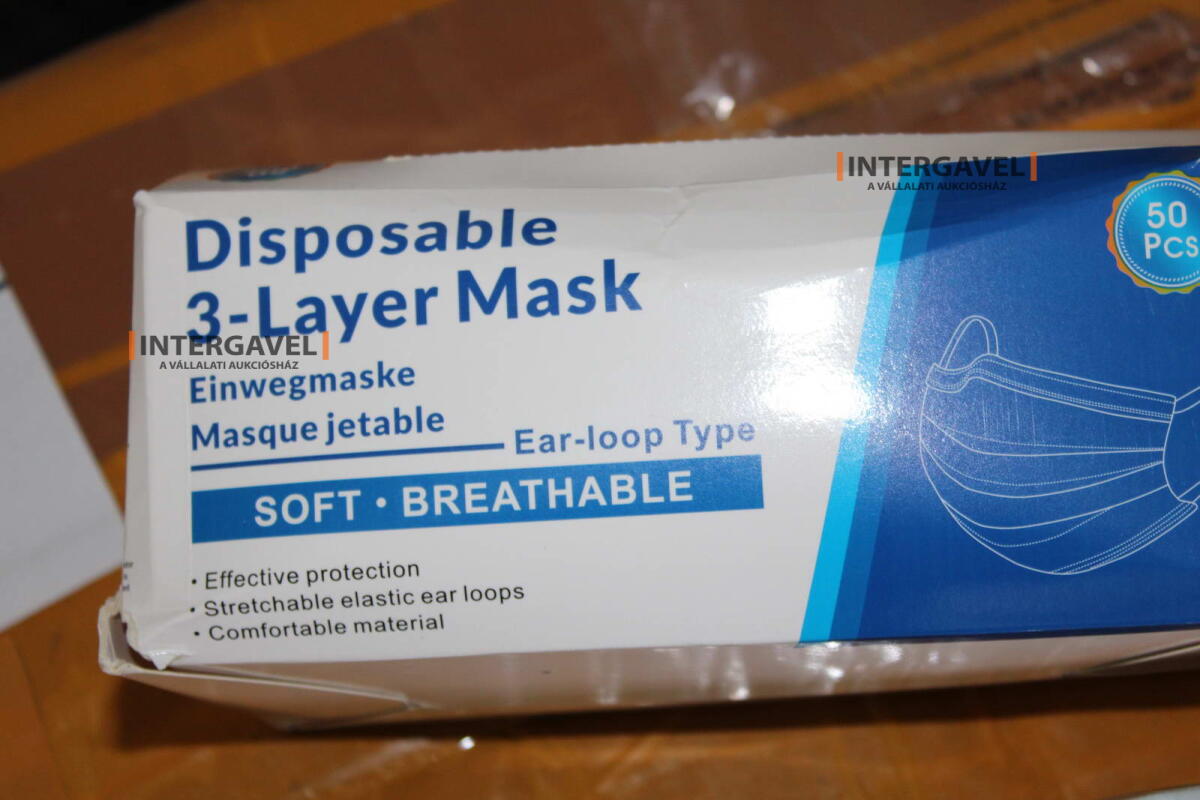 INTERGAVEL
A VÁLLALATI AUKCIÓSHÁZ
50
Pcs
Disposable
3-Layer Mask
INTERGAVEL
A VÁLLALATI AUKCIÓSHÁZ
Einwegmaske
Masque jetable
Ear-loop Type
SOFT • BREATHABLE
• Effective protection
• Stretchable elastic ear loops
• Comfortable material